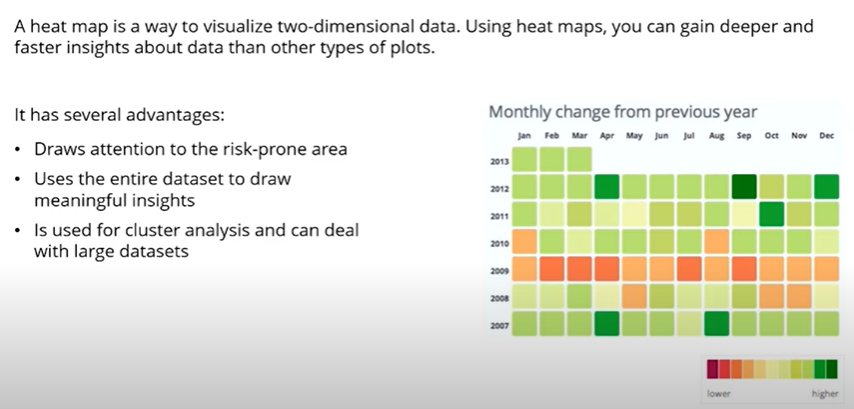 A heat map is a way to visualize two-dimensional data. Using heat maps, you can gain deeper and
faster insights about data than other types of plots.
It has several advantages:
• Draws attention to the risk-prone area
• Uses the entire dataset to draw
meaningful insights
• Is used for cluster analysis and can deal
with large datasets
Monthly change from previous year
Jan Feb Mar Apr May Jun Jul Aug Sep Oct Nov Dec
2013
2012
2011
2010
2009
2008
2007
lower higher